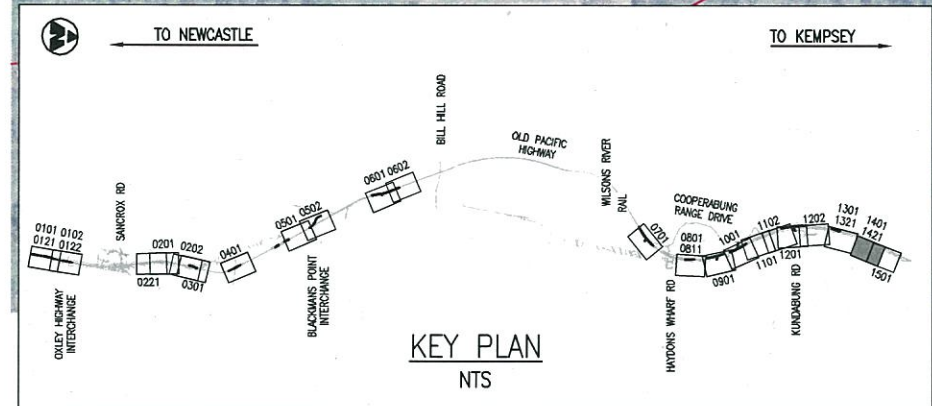 TO NEWCASTLE
TO KEMPSEY
BILL HILL ROAD
OLD PACIFIC
HIGHWAY
WILSONS RIVER
RAIL
SANCROX RD
COOPERABUNG
RANGE DRIVE
0101 0102
0121 0122
0201 0202
0221
0301
0401
0501 0502
0601 0602
0701
0801
0811
0901
1001
1101
1102
1201
1202
1301
1321
1401
1421
1501
OXLEY HIGHWAY
INTERCHANGE
BLACKMANS POINT
INTERCHANGE
HAYDONS WHARF RD
KUNDABUNG RD
KEY PLAN
NTS